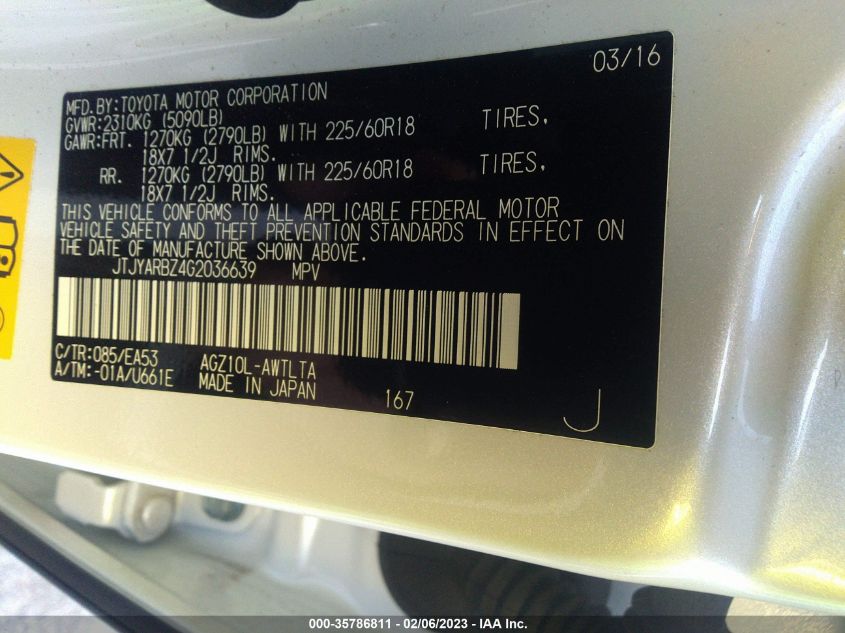 03/16
MFD.BY:TOYOTA MOTOR CORPORATION
GVWR:2310KG (5090LB)
GAWR:FRT. 1270KG (2790LB) WITH 225/60R18 TIRES,
18X7 1/2J RIMS.
RR. 1270KG (2790LB) WITH 225/60R18 TIRES,
18X7 1/2J RIMS.
THIS VEHICLE CONFORMS TO ALL APPLICABLE FEDERAL MOTOR
VEHICLE SAFETY AND THEFT PREVENTION STANDARDS IN EFFECT ON
THE DATE OF MANUFACTURE SHOWN ABOVE.
JTJYARBZ4G2036639 MPV
C/TR:085/EA53 AGZ10L-AWTLTA
A/TM:-01A/U661E MADE IN JAPAN 167 J
000-35786811 - 02/06/2023 - IAA Inc.